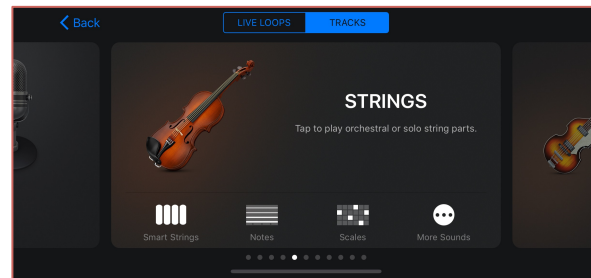 Back
LIVE LOOPS
TRACKS
STRINGS
Tap to play orchestral or solo string parts.
Smart Strings
Notes
Scales
More Sounds